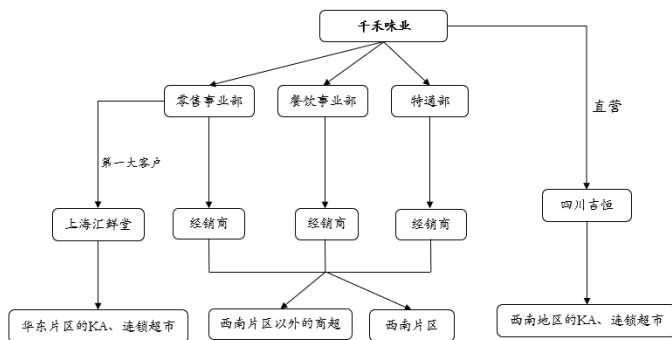 千禾味业
零售事业部
餐饮事业部
特通部
直营
第一大客户
上海汇鲜堂
经销商
经销商
经销商
四川吉恒
华东片区的KA、连锁超市
西南片区以外的商超
西南片区
西南地区的KA、连锁超市